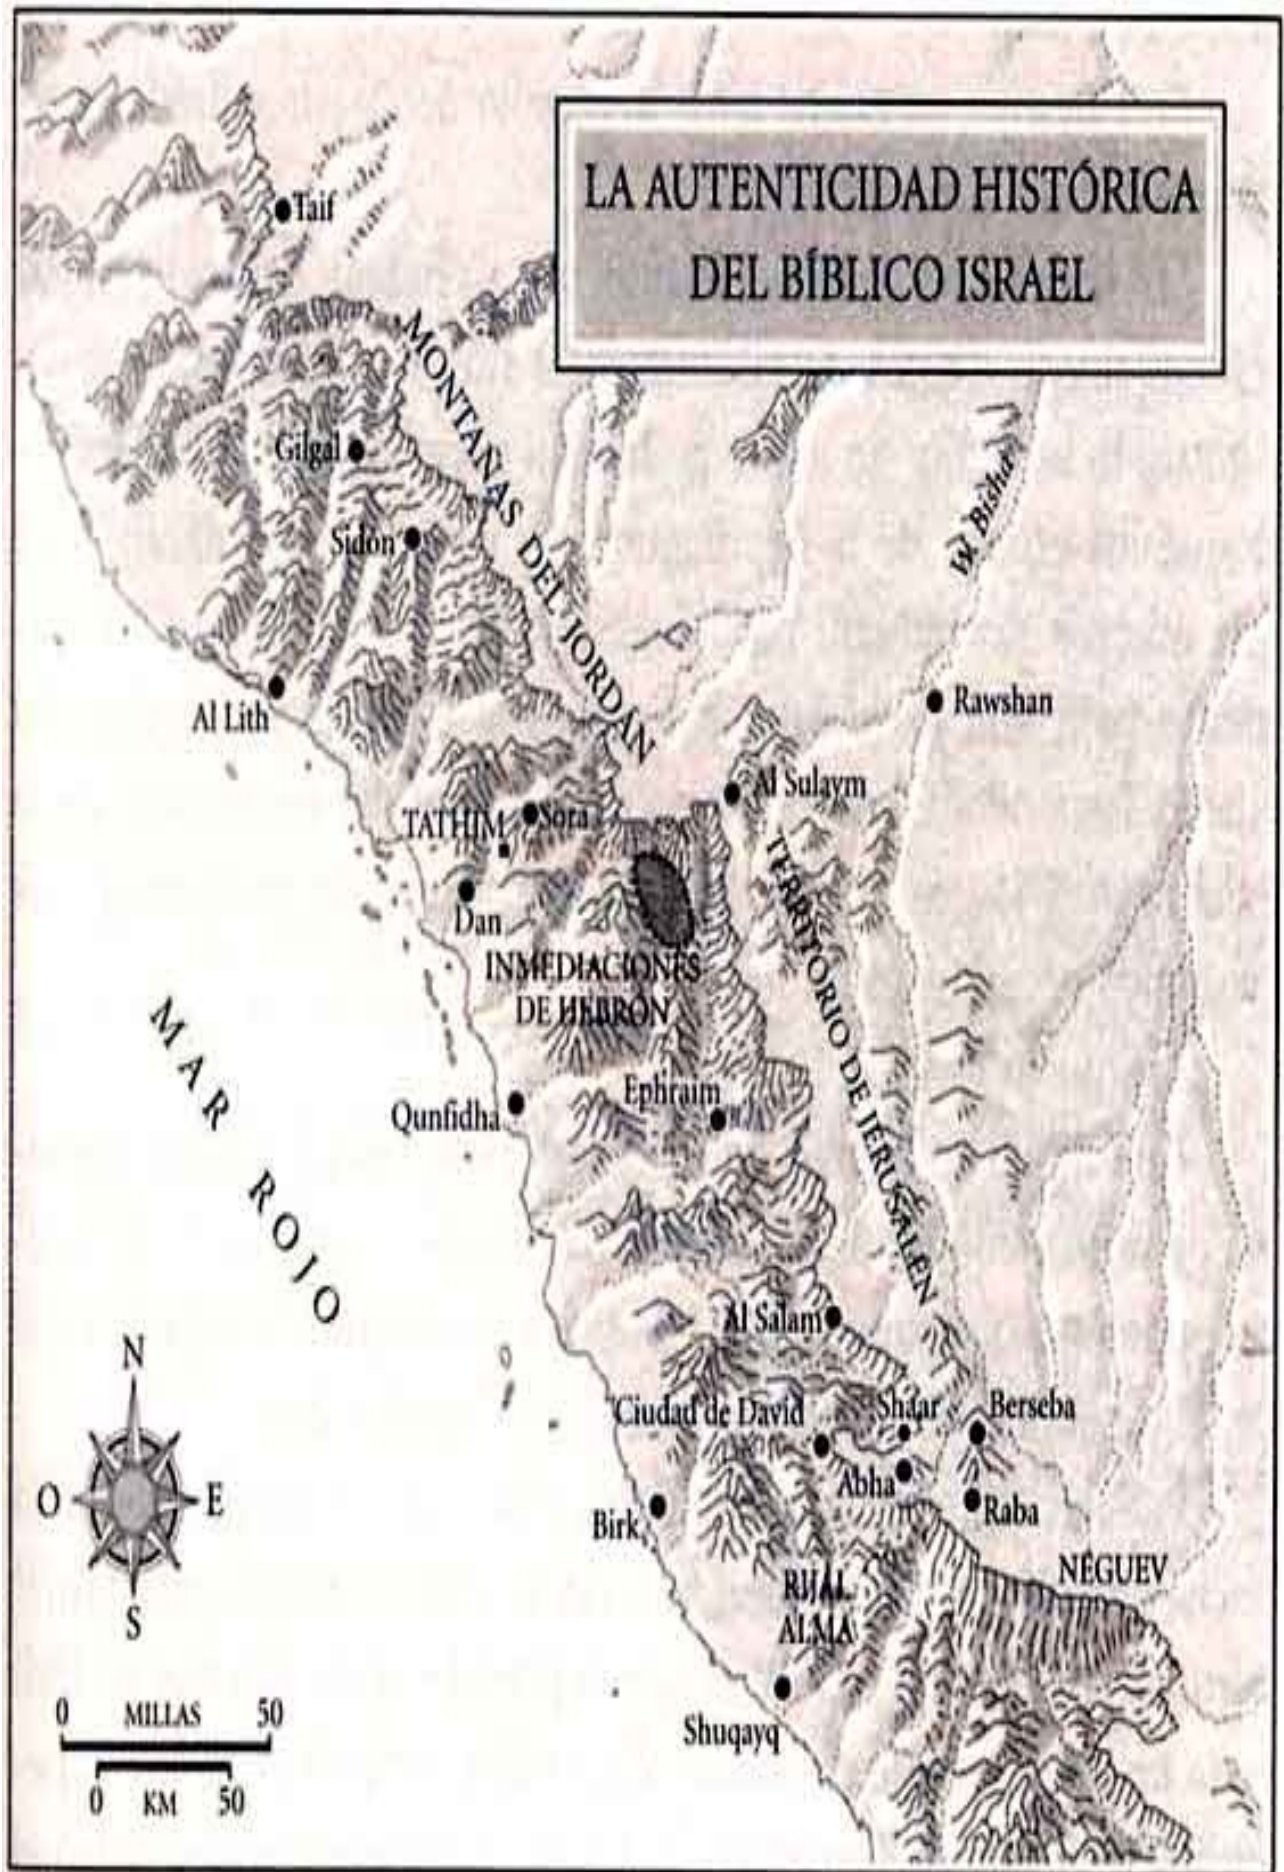 LA AUTENTICIDAD HISTÓRICA
DEL BÍBLICO ISRAEL
Taif
MONTAÑAS DEL JORDÁN
Gilgal
Sidón
W. Bisha
Al Lith
Rawshan
Al Sulaym
TATHIM
Sora
Dan
TERRITORIO DE JERUSALÉN
INMEDIACIONES
DE HEBRÓN
MAR ROJO
Ephraim
Qunfidha
Al Salam
N
Ciudad de David
Shaar
Berseba
O
E
Abha
Raba
Birk
S
NÉGUEV
RIJAL
ALMA
Shuqayq
0 MILLAS 50
0 KM 50